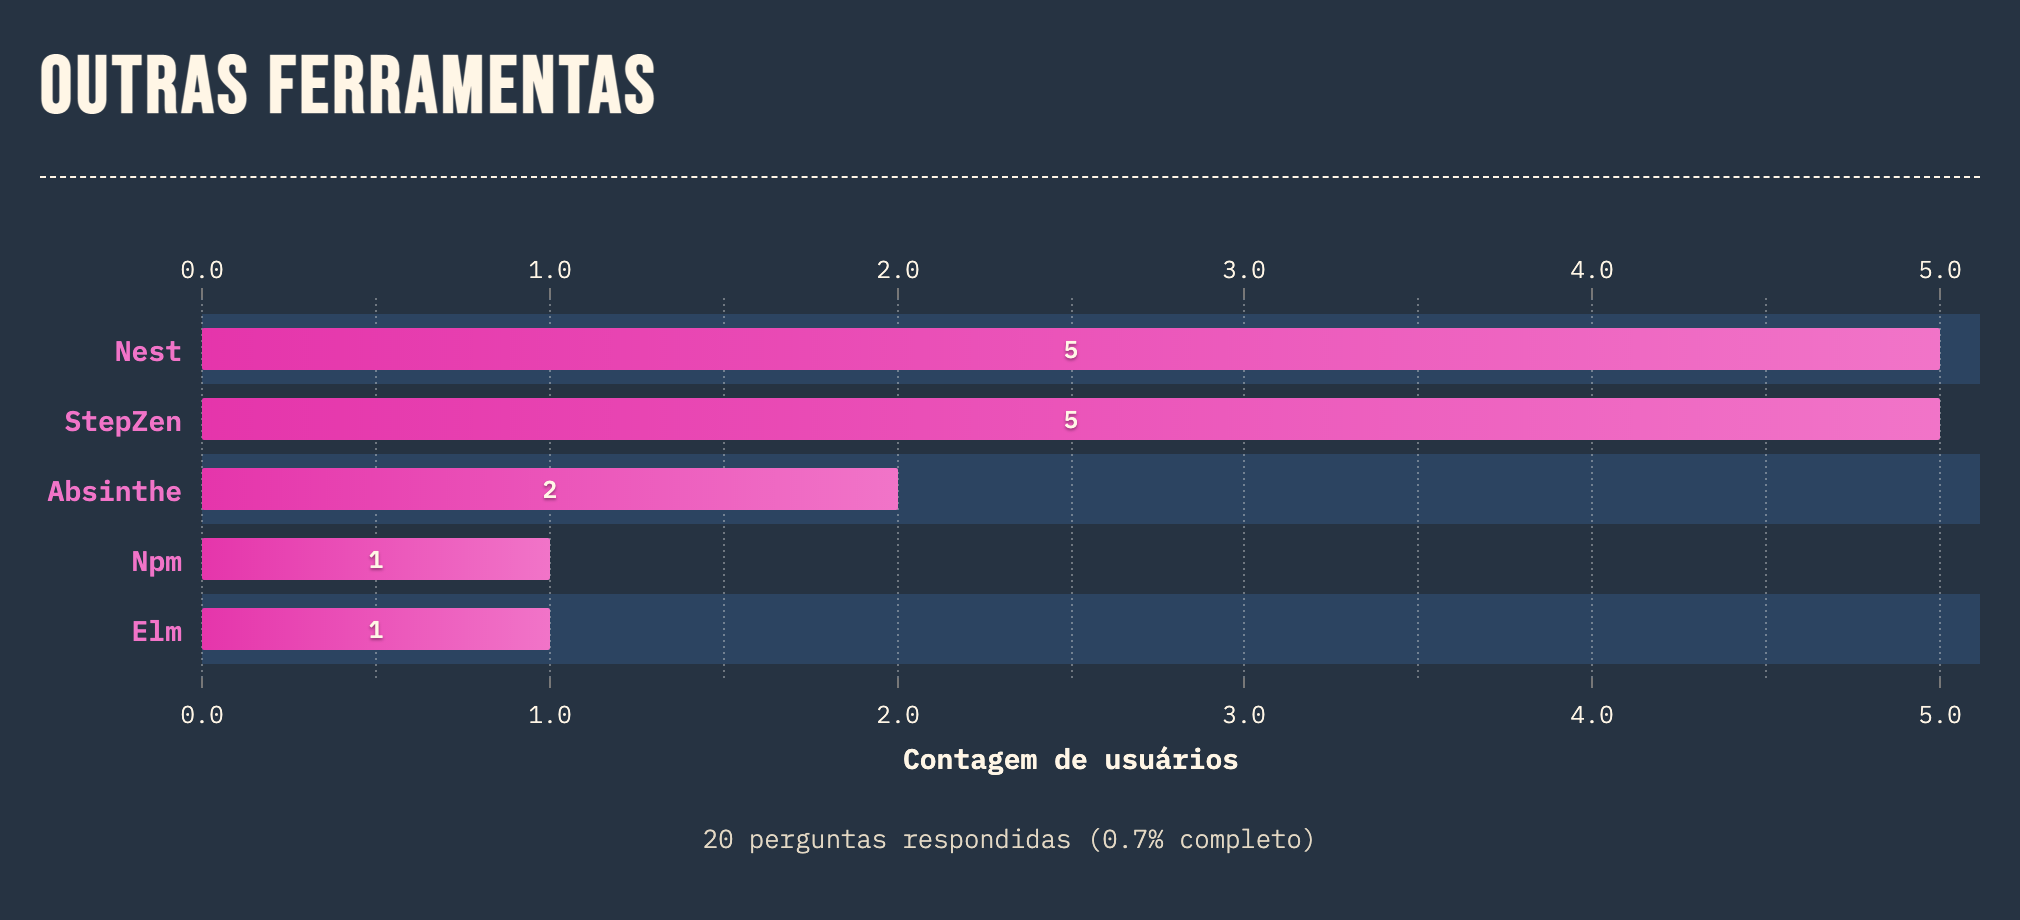 OUTRAS FERRAMENTAS
0.0 1.0 2.0 3.0 4.0 5.0
Nest 5
StepZen 5
Absinthe 2
Npm 1
Elm 1
0.0 1.0 2.0 3.0 4.0 5.0
Contagem de usuários
20 perguntas respondidas (0.7% completo)